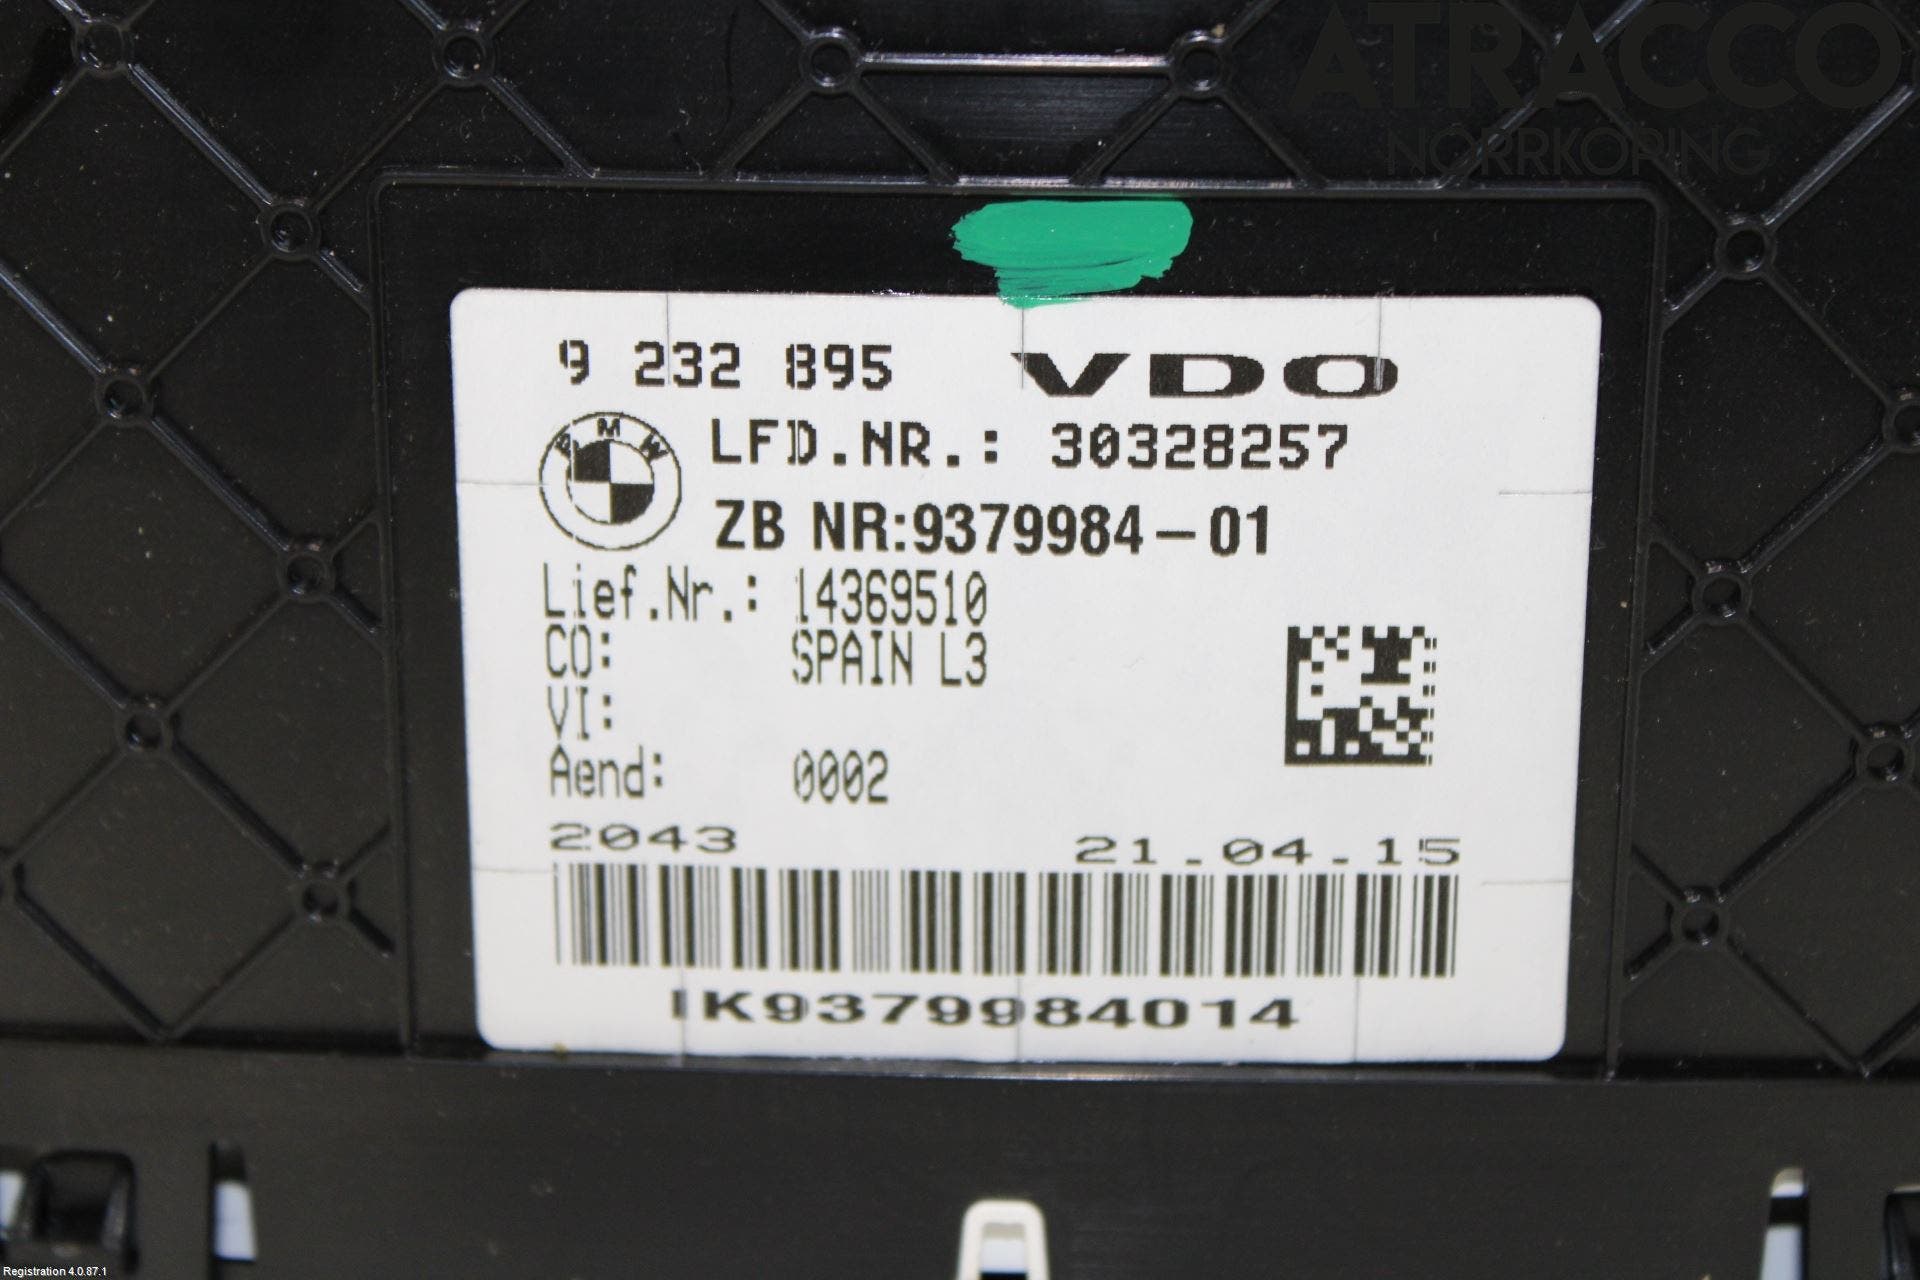 ATRACCO
NORRKÖPING
9 232 895 VDO
BMW
LFD.NR.: 30328257
ZB NR:9379984-01
Lief.Nr.: 14369510
CO: SPAIN L3
VI:
Aend: 0002
2043 21.04.15
IK9379984014
Registration 4.0.87.1